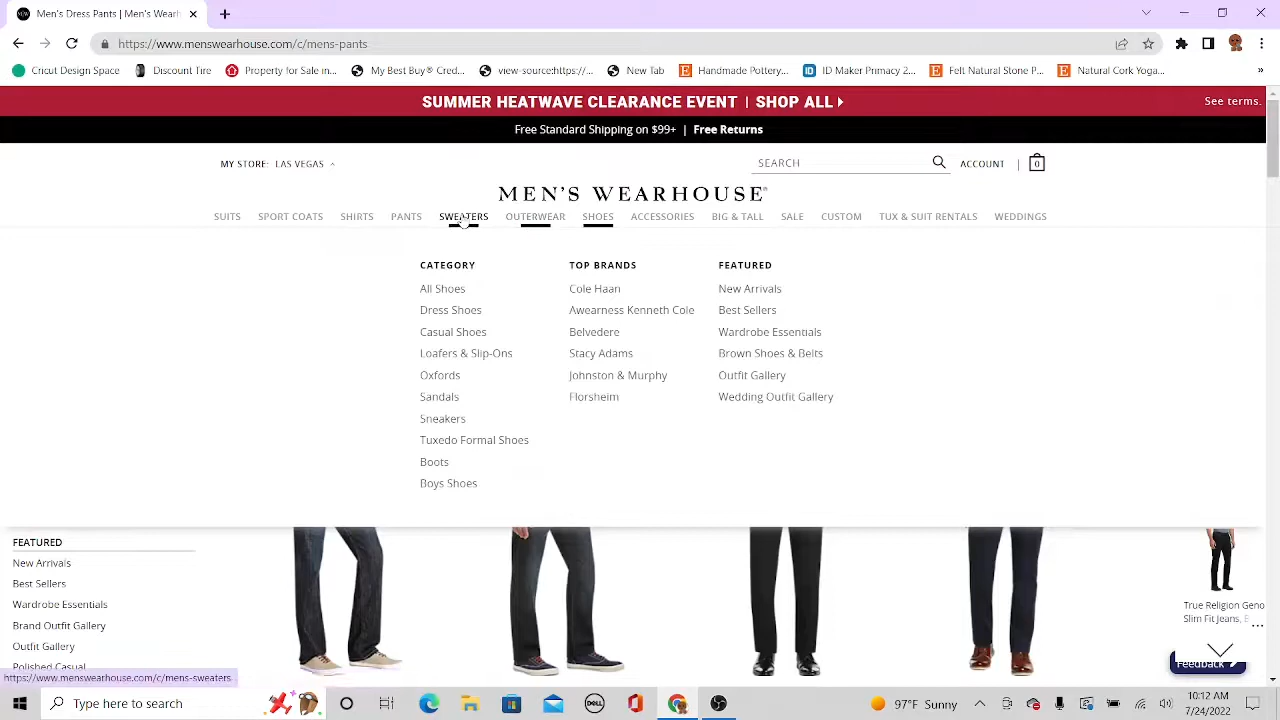 Men's Dress Pants | Men's Wearh
https://www.menswearhouse.com/c/mens-pants
Cricut Design Space
Discount Tire
Property for Sale in...
My Best Buy® Cred...
view-source:https://...
New Tab
Handmade Pottery...
ID Maker Primacy 2...
Felt Natural Stone P...
Natural Cork Yoga...
»
SUMMER HEATWAVE CLEARANCE EVENT | SHOP ALL
See terms.
Free Standard Shipping on $99+ | Free Returns
MY STORE: LAS VEGAS
SEARCH
ACCOUNT
|
0
MEN'S WEARHOUSE®
SUITS
SPORT COATS
SHIRTS
PANTS
SWEATERS
OUTERWEAR
SHOES
ACCESSORIES
BIG & TALL
SALE
CUSTOM
TUX & SUIT RENTALS
WEDDINGS
CATEGORY
All Shoes
Dress Shoes
Casual Shoes
Loafers & Slip-Ons
Oxfords
Sandals
Sneakers
Tuxedo Formal Shoes
Boots
Boys Shoes
TOP BRANDS
Cole Haan
Awearness Kenneth Cole
Belvedere
Stacy Adams
Johnston & Murphy
Florsheim
FEATURED
New Arrivals
Best Sellers
Wardrobe Essentials
Brown Shoes & Belts
Outfit Gallery
Wedding Outfit Gallery
FEATURED
New Arrivals
Best Sellers
Wardrobe Essentials
Brand Outfit Gallery
Outfit Gallery
Polished Casual
True Religion Geno
Slim Fit Jeans, B
...
Feedback
https://www.menswearhouse.com/c/mens-sweaters
Type here to search
DELL
97°F Sunny
10:12 AM
7/24/2022